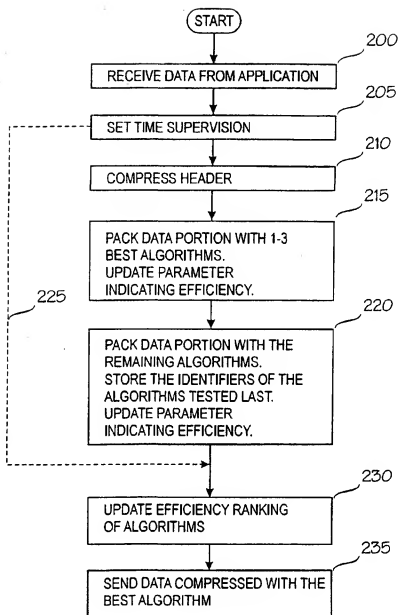 START
200
RECEIVE DATA FROM APPLICATION
205
SET TIME SUPERVISION
210
COMPRESS HEADER
215
PACK DATA PORTION WITH 1-3
BEST ALGORITHMS.
UPDATE PARAMETER
INDICATING EFFICIENCY.
225
220
PACK DATA PORTION WITH THE
REMAINING ALGORITHMS.
STORE THE IDENTIFIERS OF THE
ALGORITHMS TESTED LAST.
UPDATE PARAMETER
INDICATING EFFICIENCY.
230
UPDATE EFFICIENCY RANKING
OF ALGORITHMS
235
SEND DATA COMPRESSED WITH THE
BEST ALGORITHM